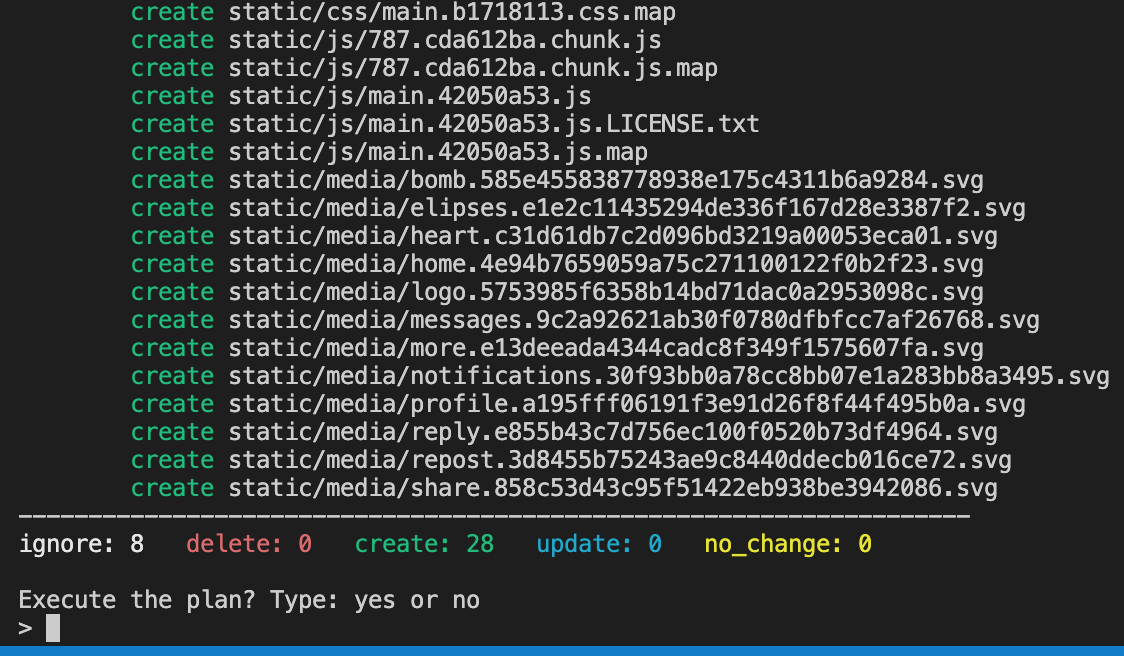 create static/css/main.b1718113.css.map
create static/js/787.cda612ba.chunk.js
create static/js/787.cda612ba.chunk.js.map
create static/js/main.42050a53.js
create static/js/main.42050a53.js.LICENSE.txt
create static/js/main.42050a53.js.map
create static/media/bomb.585e455838778938e175c4311b6a9284.svg
create static/media/elipses.e1e2c11435294de336f167d28e3387f2.svg
create static/media/heart.c31d61db7c2d096bd3219a00053eca01.svg
create static/media/home.4e94b7659059a75c271100122f0b2f23.svg
create static/media/logo.5753985f6358b14bd71dac0a2953098c.svg
create static/media/messages.9c2a92621ab30f0780dfbfcc7af26768.svg
create static/media/more.e13deeada4344cadc8f349f1575607fa.svg
create static/media/notifications.30f93bb0a78cc8bb07e1a283bb8a3495.svg
create static/media/profile.a195fff06191f3e91d26f8f44f495b0a.svg
create static/media/reply.e855b43c7d756ec100f0520b73df4964.svg
create static/media/repost.3d8455b75243ae9c8440ddecb016ce72.svg
create static/media/share.858c53d43c95f51422eb938be3942086.svg
--------------------------------------------------------------------
ignore: 8   delete: 0   create: 28   update: 0   no_change: 0
Execute the plan? Type: yes or no
>